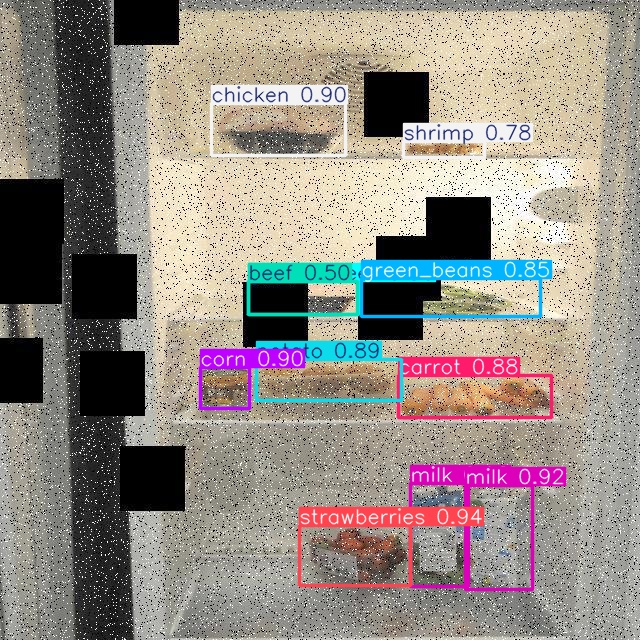 chicken 0.90
shrimp 0.78
beef 0.50
green_beans 0.85
corn 0.90
0.89
carrot 0.88
milk
milk 0.92
strawberries 0.94